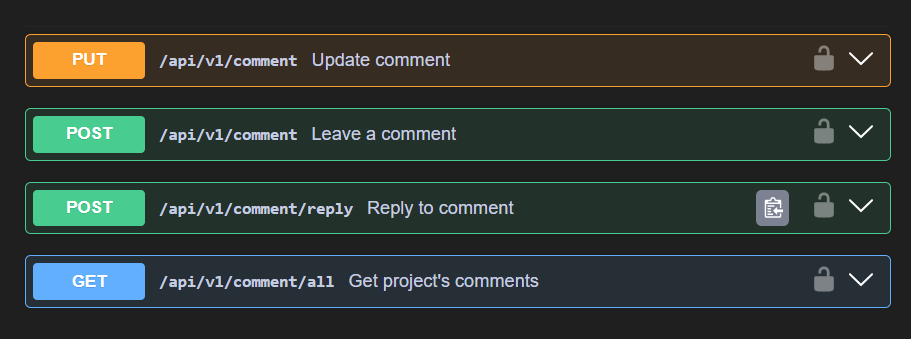 PUT /api/v1/comment Update comment
POST /api/v1/comment Leave a comment
POST /api/v1/comment/reply Reply to comment
GET /api/v1/comment/all Get project's comments